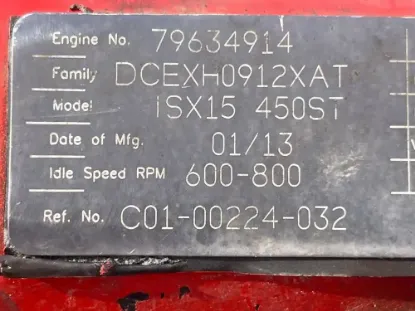 Engine No. 79634914
Family DCEXH0912XAT
Model iSX15 450ST
Date of Mfg. 01/13
Idle Speed RPM 600-800
Ref. No. C01-00224-032